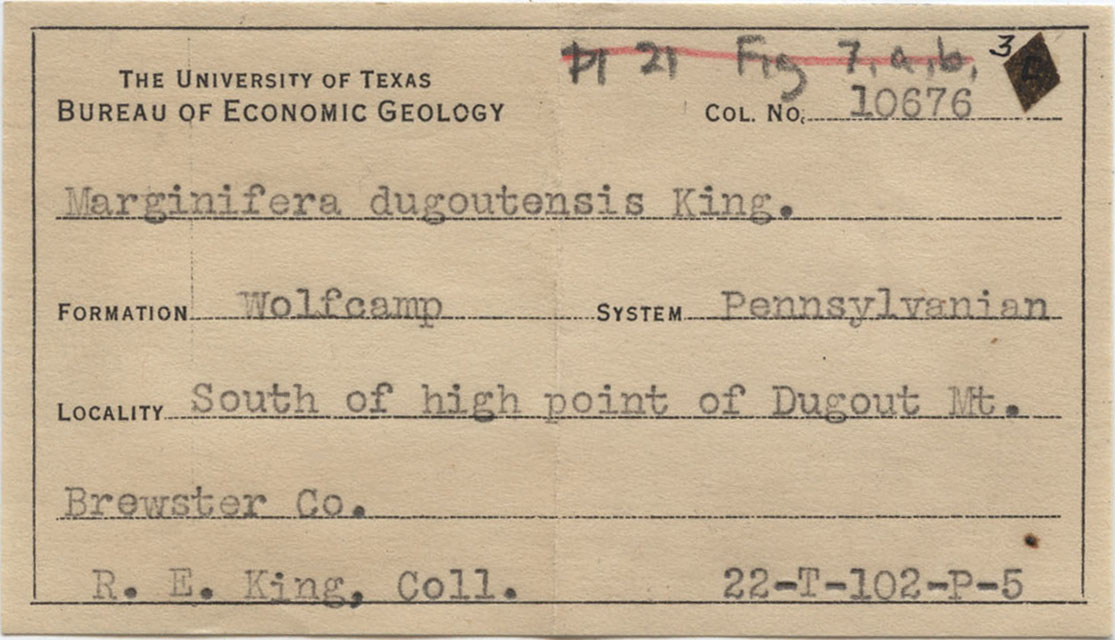 Pl 21 Fig 7, a, b,
3
THE UNIVERSITY OF TEXAS
BUREAU OF ECONOMIC GEOLOGY
COL. NO. 10676
Marginifera dugoutensis King.
FORMATION Wolfcamp SYSTEM Pennsylvanian
LOCALITY South of high point of Dugout Mt.
Brewster Co.
R. E. King, Coll. 22-T-102-P-5